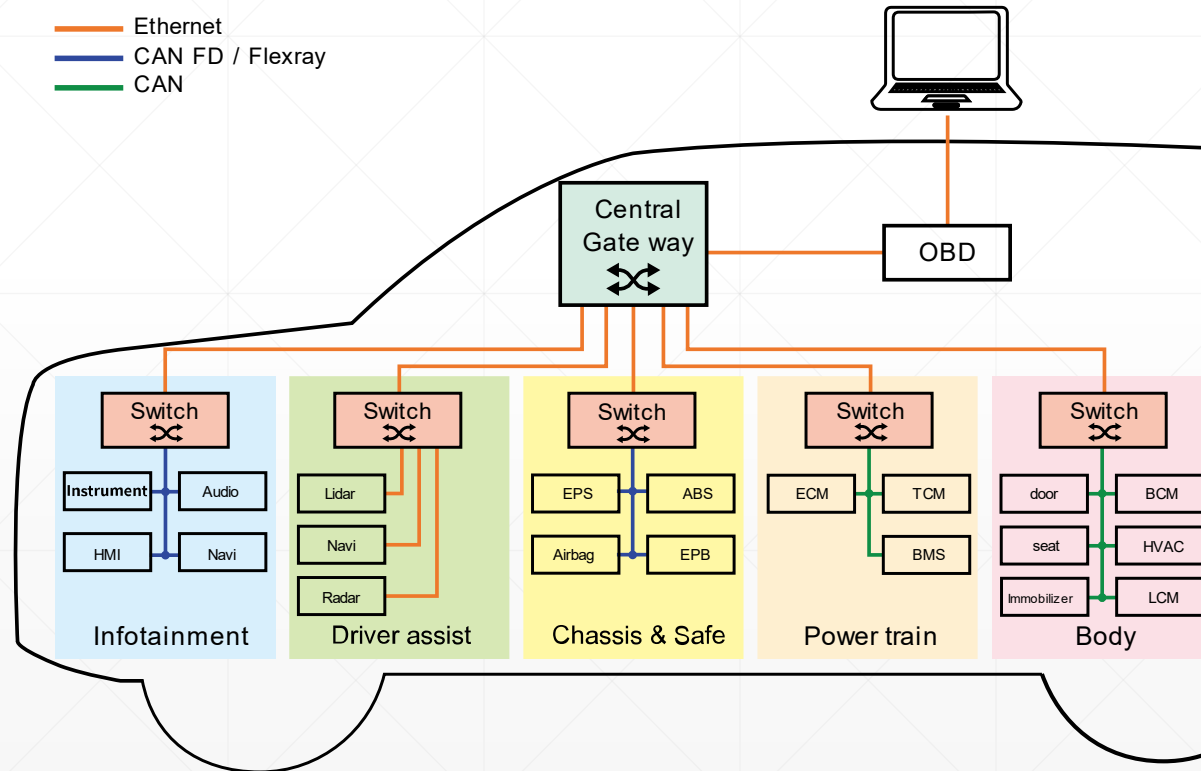 Ethernet
CAN FD / Flexray
CAN
Central
Gate way
OBD
Switch
Instrument
Audio
HMI
Navi
Infotainment
Switch
Lidar
Navi
Radar
Driver assist
Switch
EPS
ABS
Airbag
EPB
Chassis & Safe
Switch
ECM
TCM
BMS
Power train
Switch
door
BCM
seat
HVAC
Immobilizer
LCM
Body